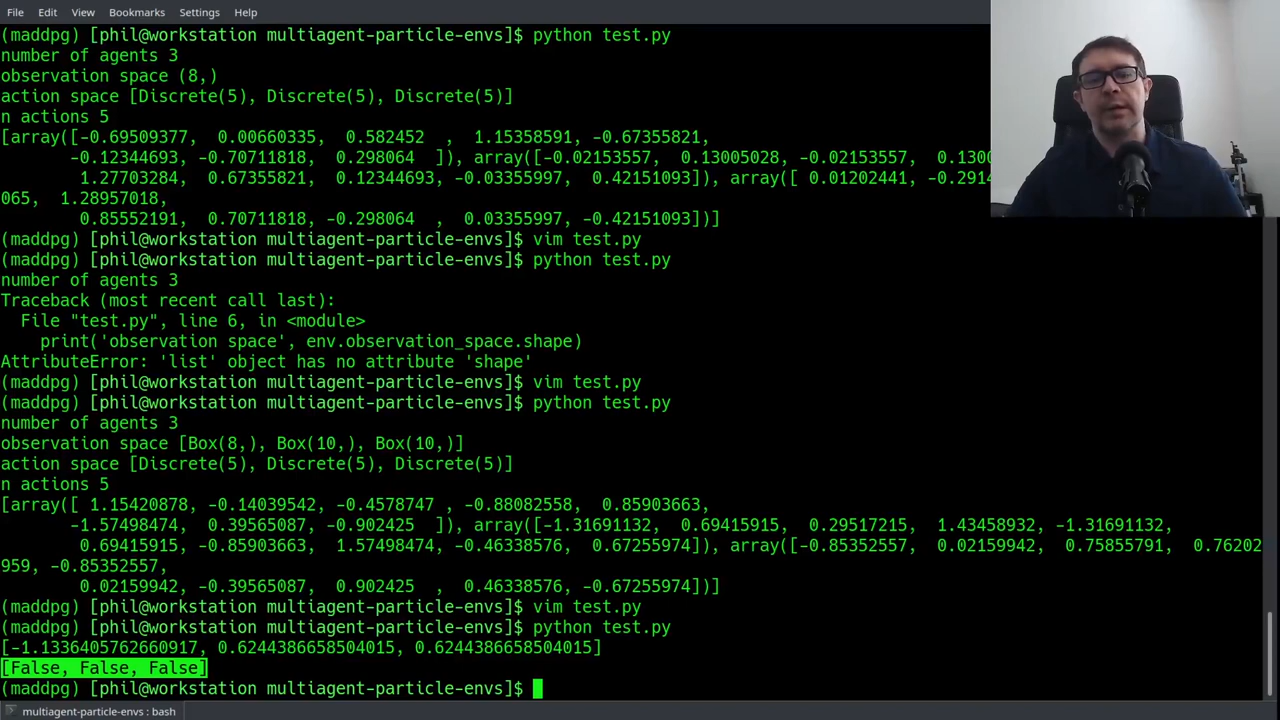 File Edit View Bookmarks Settings Help
(maddpg) [phil@workstation multiagent-particle-envs]$ python test.py
number of agents 3
observation space (8,)
action space [Discrete(5), Discrete(5), Discrete(5)]
n actions 5
[array([-0.69509377, 0.00660335, 0.582452 , 1.15358591, -0.67355821,
-0.12344693, -0.70711818, 0.298064 ]), array([-0.02153557, 0.13005028, -0.02153557, 0.1300
1.27703284, 0.67355821, 0.12344693, -0.03355997, 0.42151093]), array([ 0.01202441, -0.2914
065, 1.28957018,
0.85552191, 0.70711818, -0.298064 , 0.03355997, -0.42151093])]
(maddpg) [phil@workstation multiagent-particle-envs]$ vim test.py
(maddpg) [phil@workstation multiagent-particle-envs]$ python test.py
number of agents 3
Traceback (most recent call last):
File "test.py", line 6, in <module>
print('observation space', env.observation_space.shape)
AttributeError: 'list' object has no attribute 'shape'
(maddpg) [phil@workstation multiagent-particle-envs]$ vim test.py
(maddpg) [phil@workstation multiagent-particle-envs]$ python test.py
number of agents 3
observation space [Box(8,), Box(10,), Box(10,)]
action space [Discrete(5), Discrete(5), Discrete(5)]
n actions 5
[array([ 1.15420878, -0.14039542, -0.4578747 , -0.88082558, 0.85903663,
-1.57498474, 0.39565087, -0.902425 ]), array([-1.31691132, 0.69415915, 0.29517215, 1.43458932, -1.31691132,
0.69415915, -0.85903663, 1.57498474, -0.46338576, 0.67255974]), array([-0.85352557, 0.02159942, 0.75855791, 0.76202
959, -0.85352557,
0.02159942, -0.39565087, 0.902425 , 0.46338576, -0.67255974])]
(maddpg) [phil@workstation multiagent-particle-envs]$ vim test.py
(maddpg) [phil@workstation multiagent-particle-envs]$ python test.py
[-1.1336405762660917, 0.6244386658504015, 0.6244386658504015]
[False, False, False]
(maddpg) [phil@workstation multiagent-particle-envs]$
multiagent-particle-envs : bash